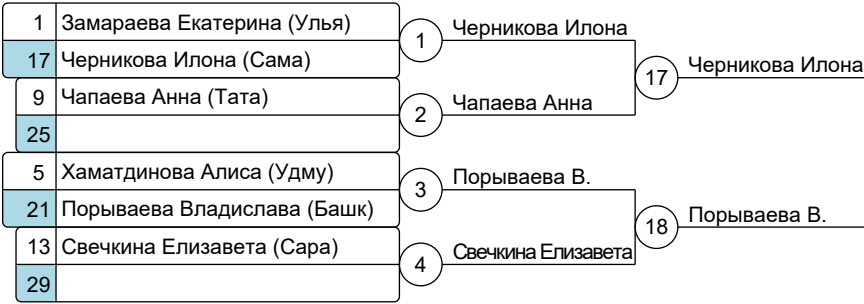 1 Замараева Екатерина (Улья)
17 Черникова Илона (Сама)
1 Черникова Илона
9 Чапаева Анна (Тата)
25
2 Чапаева Анна
17 Черникова Илона
5 Хаматдинова Алиса (Удму)
21 Порываева Владислава (Башк)
3 Порываева В.
13 Свечкина Елизавета (Сара)
29
4 Свечкина Елизавета
18 Порываева В.